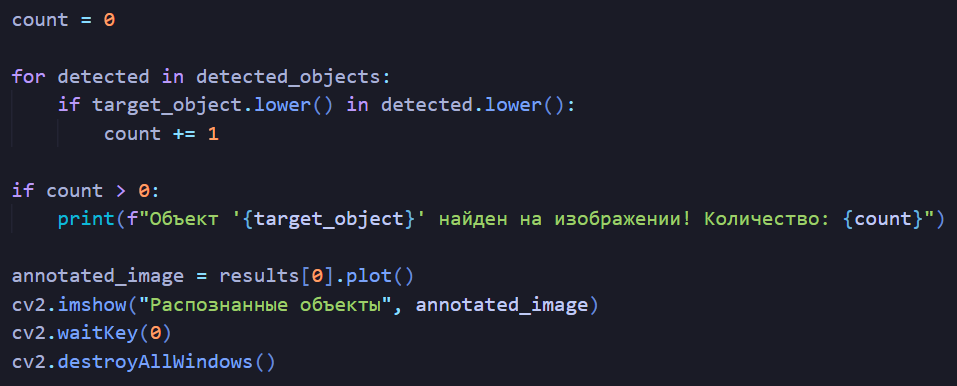 count = 0
for detected in detected_objects:
    if target_object.lower() in detected.lower():
        count += 1
if count > 0:
    print(f"Объект '{target_object}' найден на изображении! Количество: {count}")
annotated_image = results[0].plot()
cv2.imshow("Распознанные объекты", annotated_image)
cv2.waitKey(0)
cv2.destroyAllWindows()